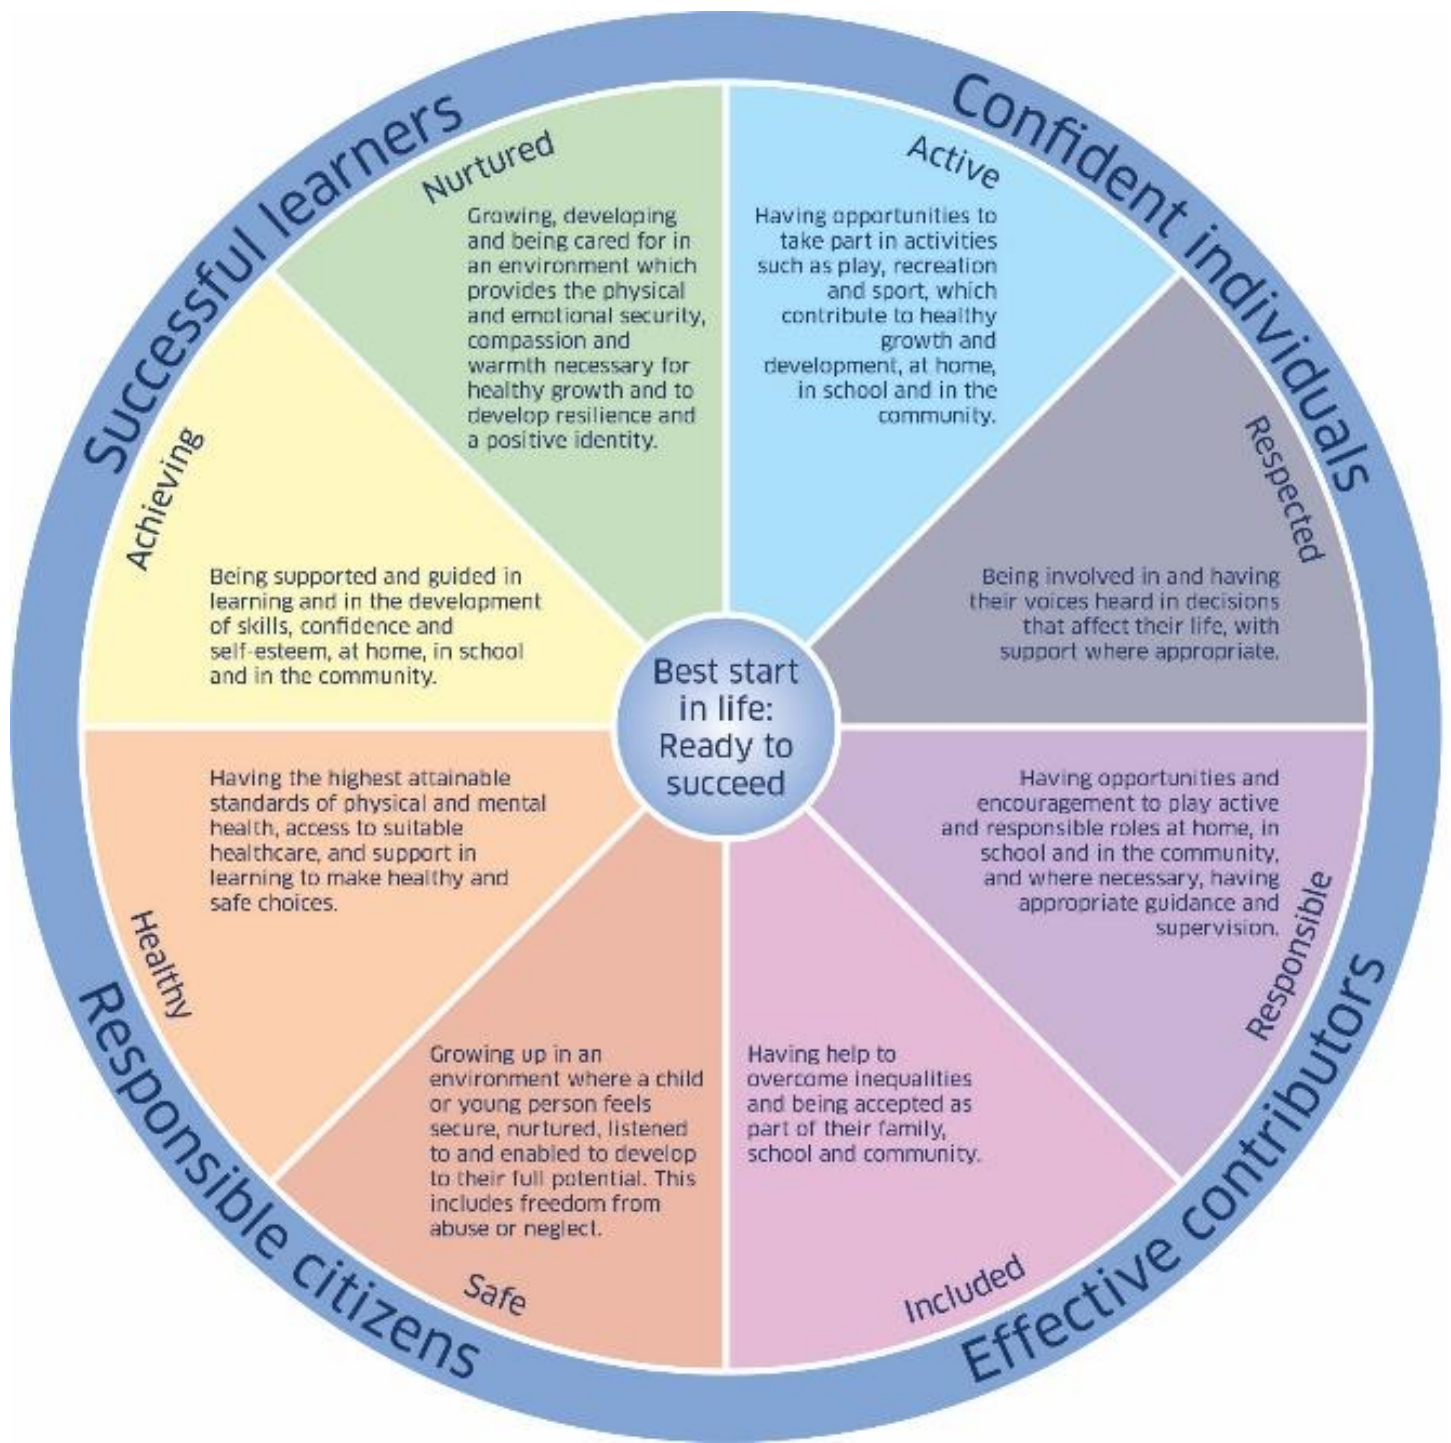 Successful learners
Confident individuals
Nurtured
Growing, developing
and being cared for in
an environment which
provides the physical
and emotional security,
compassion and
warmth necessary for
healthy growth and to
develop resilience and
a positive identity.
Active
Having opportunities to
take part in activities
such as play, recreation
and sport, which
contribute to healthy
growth and
development, at home,
in school and in the
community.
Respected
Being involved in and having
their voices heard in decisions
that affect their life, with
support where appropriate.
Achieving
Being supported and guided in
learning and in the development
of skills, confidence and
self-esteem, at home, in school
and in the community.
Best start
in life:
Ready to
succeed
Having the highest attainable
standards of physical and mental
health, access to suitable
healthcare, and support in
learning to make healthy and
safe choices.
Healthy
Having opportunities and
encouragement to play active
and responsible roles at home, in
school and in the community,
and where necessary, having
appropriate guidance and
supervision.
Responsible
Growing up in an
environment where a child
or young person feels
secure, nurtured, listened
to and enabled to develop
to their full potential. This
includes freedom from
abuse or neglect.
Safe
Having help to
overcome inequalities
and being accepted as
part of their family,
school and community.
Included
Responsible citizens
Effective contributors